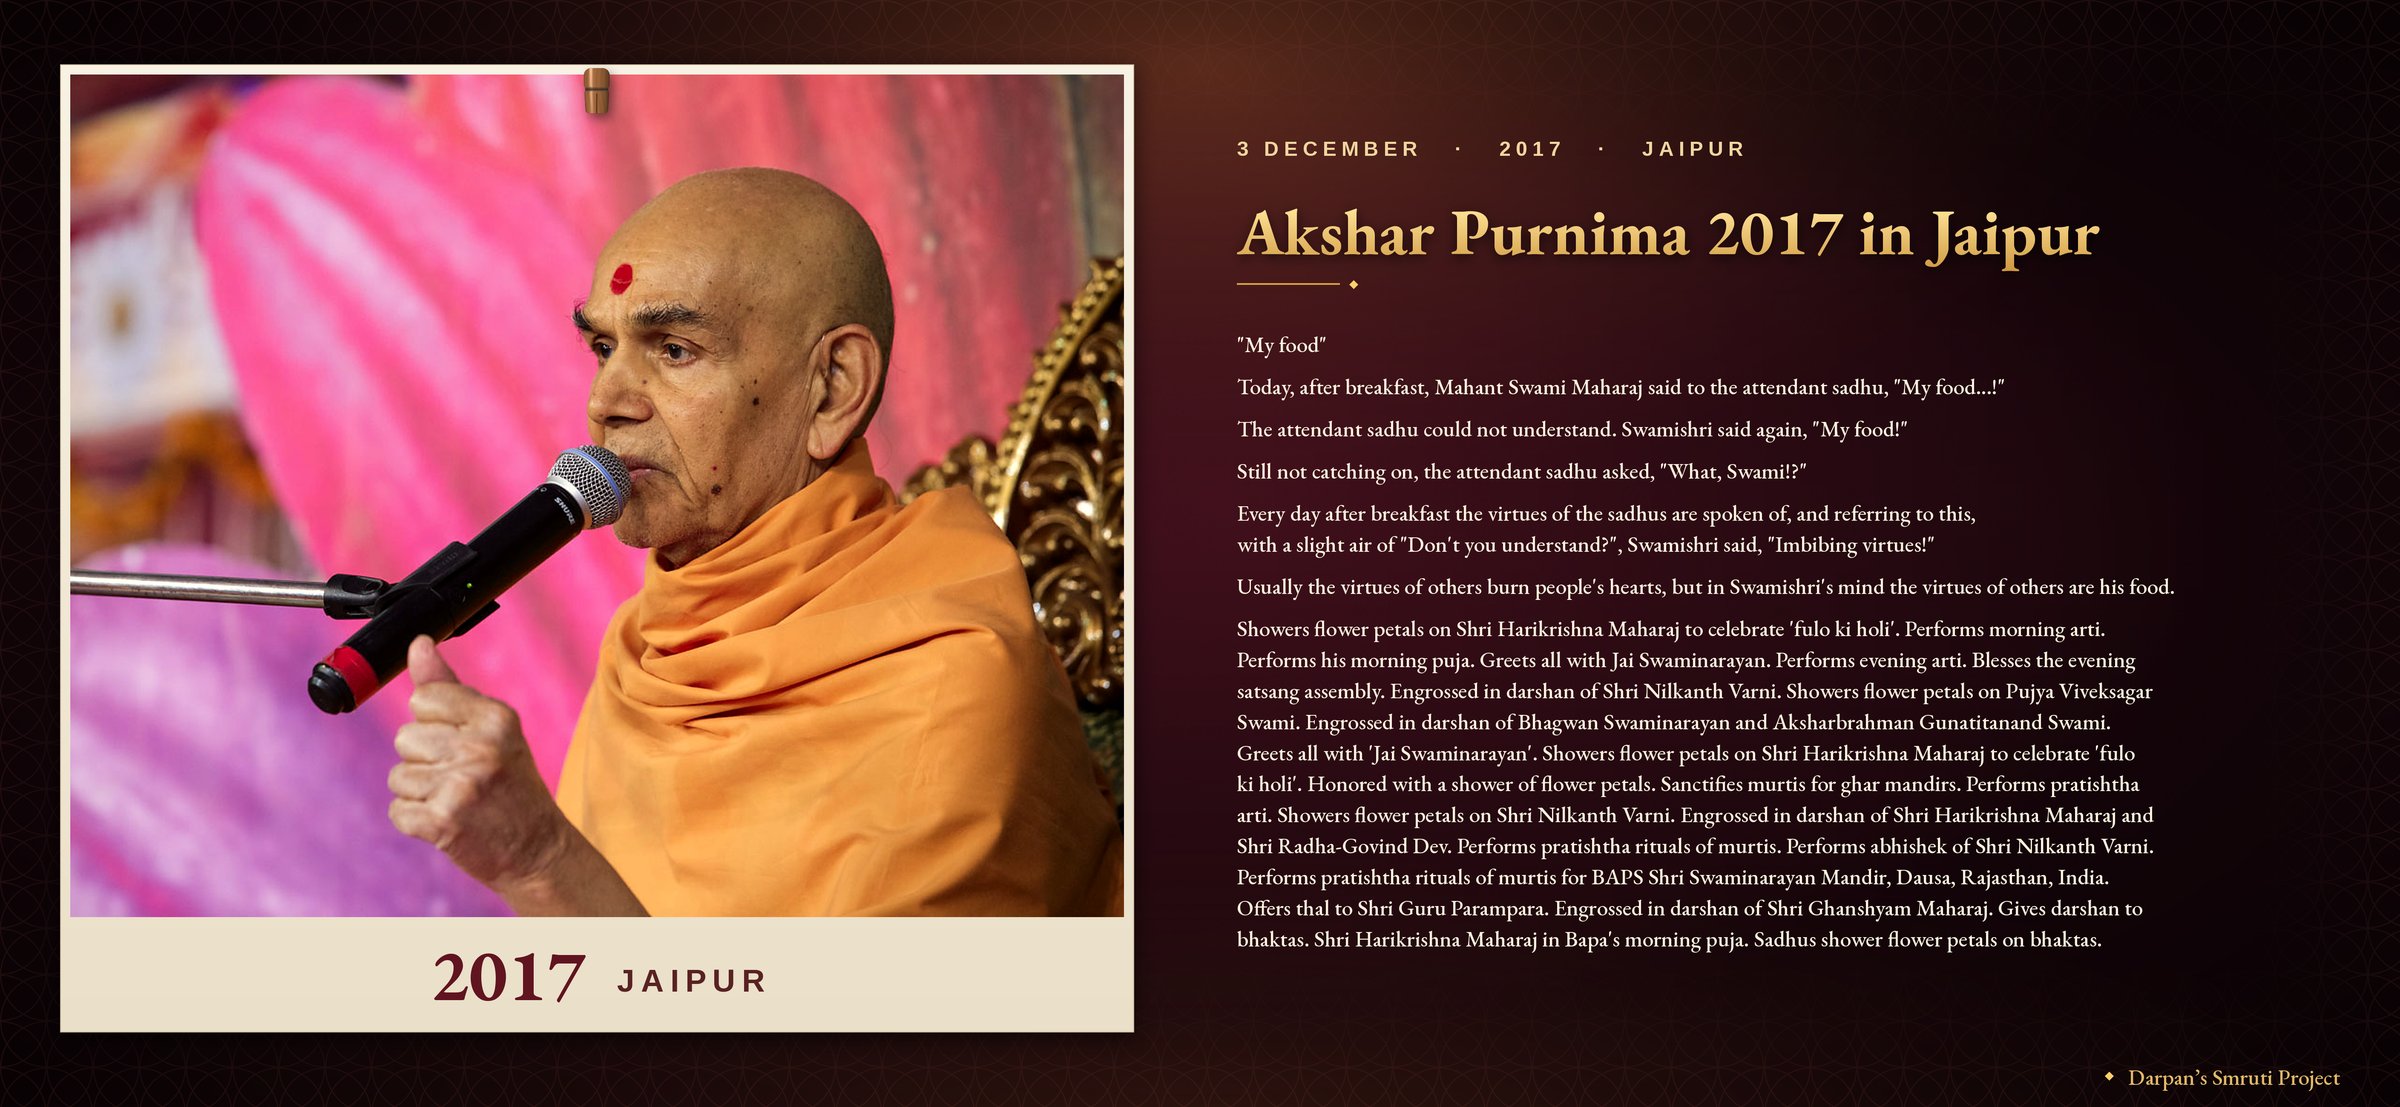 3 DECEMBER · 2017 · JAIPUR
Akshar Purnima 2017 in Jaipur
"My food"
Today, after breakfast, Mahant Swami Maharaj said to the attendant sadhu, "My food...!"
The attendant sadhu could not understand. Swamishri said again, "My food!"
Still not catching on, the attendant sadhu asked, "What, Swami!?"
Every day after breakfast the virtues of the sadhus are spoken of, and referring to this,
with a slight air of "Don't you understand?", Swamishri said, "Imbibing virtues!"
Usually the virtues of others burn people's hearts, but in Swamishri's mind the virtues of others are his food.
Showers flower petals on Shri Harikrishna Maharaj to celebrate 'fulo ki holi'. Performs morning arti.
Performs his morning puja. Greets all with Jai Swaminarayan. Performs evening arti. Blesses the evening
satsang assembly. Engrossed in darshan of Shri Nilkanth Varni. Showers flower petals on Pujya Viveksagar
Swami. Engrossed in darshan of Bhagwan Swaminarayan and Aksharbrahman Gunatitanand Swami.
Greets all with 'Jai Swaminarayan'. Showers flower petals on Shri Harikrishna Maharaj to celebrate 'fulo
ki holi'. Honored with a shower of flower petals. Sanctifies murtis for ghar mandirs. Performs pratishtha
arti. Showers flower petals on Shri Nilkanth Varni. Engrossed in darshan of Shri Harikrishna Maharaj and
Shri Radha-Govind Dev. Performs pratishtha rituals of murtis. Performs abhishek of Shri Nilkanth Varni.
Performs pratishtha rituals of murtis for BAPS Shri Swaminarayan Mandir, Dausa, Rajasthan, India.
Offers thal to Shri Guru Parampara. Engrossed in darshan of Shri Ghanshyam Maharaj. Gives darshan to
bhaktas. Shri Harikrishna Maharaj in Bapa's morning puja. Sadhus shower flower petals on bhaktas.
SHURE
2017 JAIPUR
Darpan’s Smruti Project